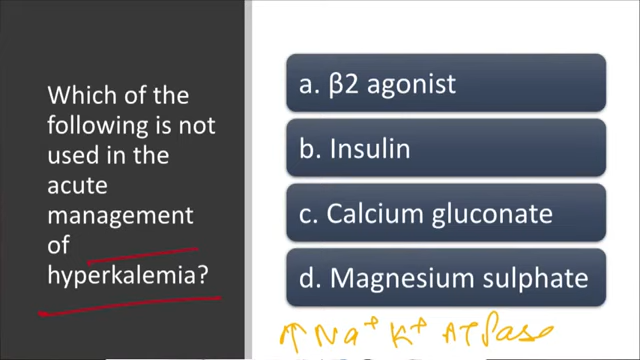 Which of the
following is not
used in the
acute
management
of
hyperkalemia?
a. β2 agonist
b. Insulin
c. Calcium gluconate
d. Magnesium sulphate
↑ Na+ K+ ATPase